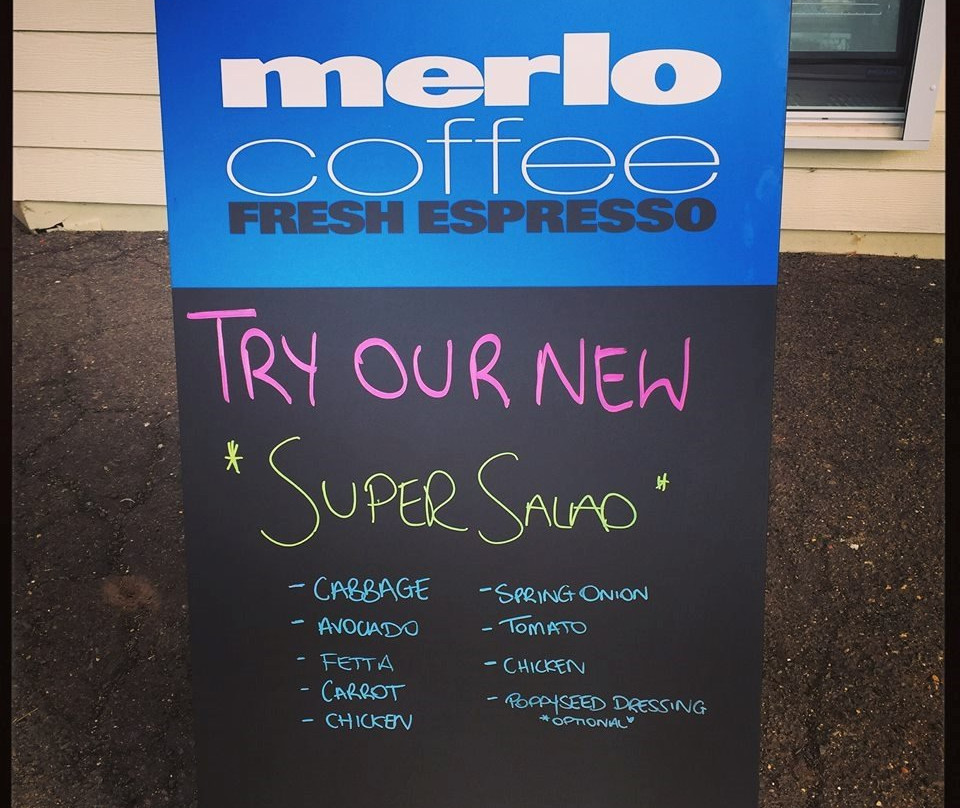 merlo
coffee
FRESH ESPRESSO
TRY OUR NEW
* SUPER SALAD *
- CABBAGE
- AVOCADO
- FETTA
- CARROT
- CHICKEN
- SPRING ONION
- TOMATO
- CHICKEN
- POPPYSEED DRESSING
*OPTIONAL*